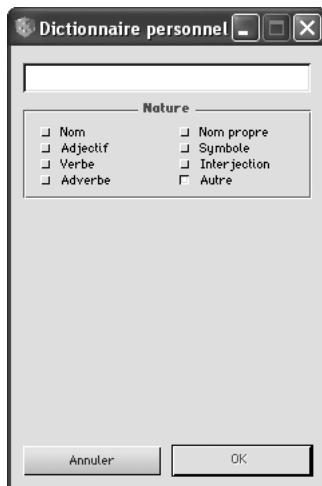 Dictionnaire personnel
Nature
Nom
Nom propre
Adjectif
Symbole
Verbe
Interjection
Adverbe
Autre
Annuler
OK